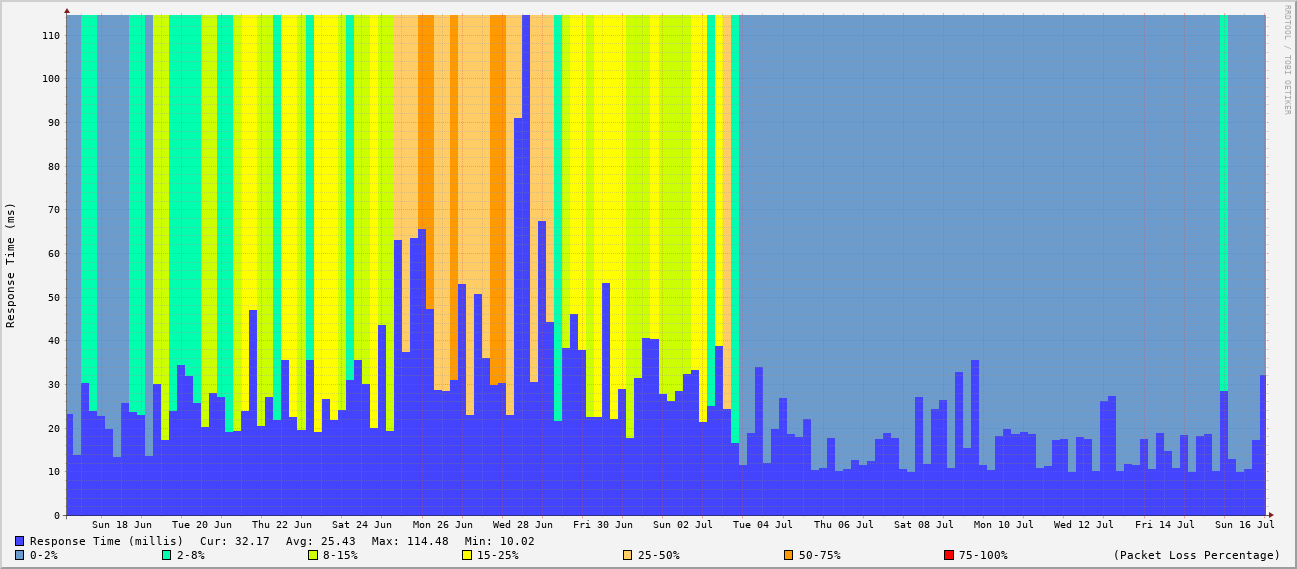 RRDTOOL / TOBI OETIKER
Response Time (ms)
110
100
90
80
70
60
50
40
30
20
10
0
Sun 18 Jun Tue 20 Jun Thu 22 Jun Sat 24 Jun Mon 26 Jun Wed 28 Jun Fri 30 Jun Sun 02 Jul Tue 04 Jul Thu 06 Jul Sat 08 Jul Mon 10 Jul Wed 12 Jul Fri 14 Jul Sun 16 Jul
Response Time (millis) Cur: 32.17 Avg: 25.43 Max: 114.48 Min: 10.02
0-2% 2-8% 8-15% 15-25% 25-50% 50-75% 75-100% (Packet Loss Percentage)